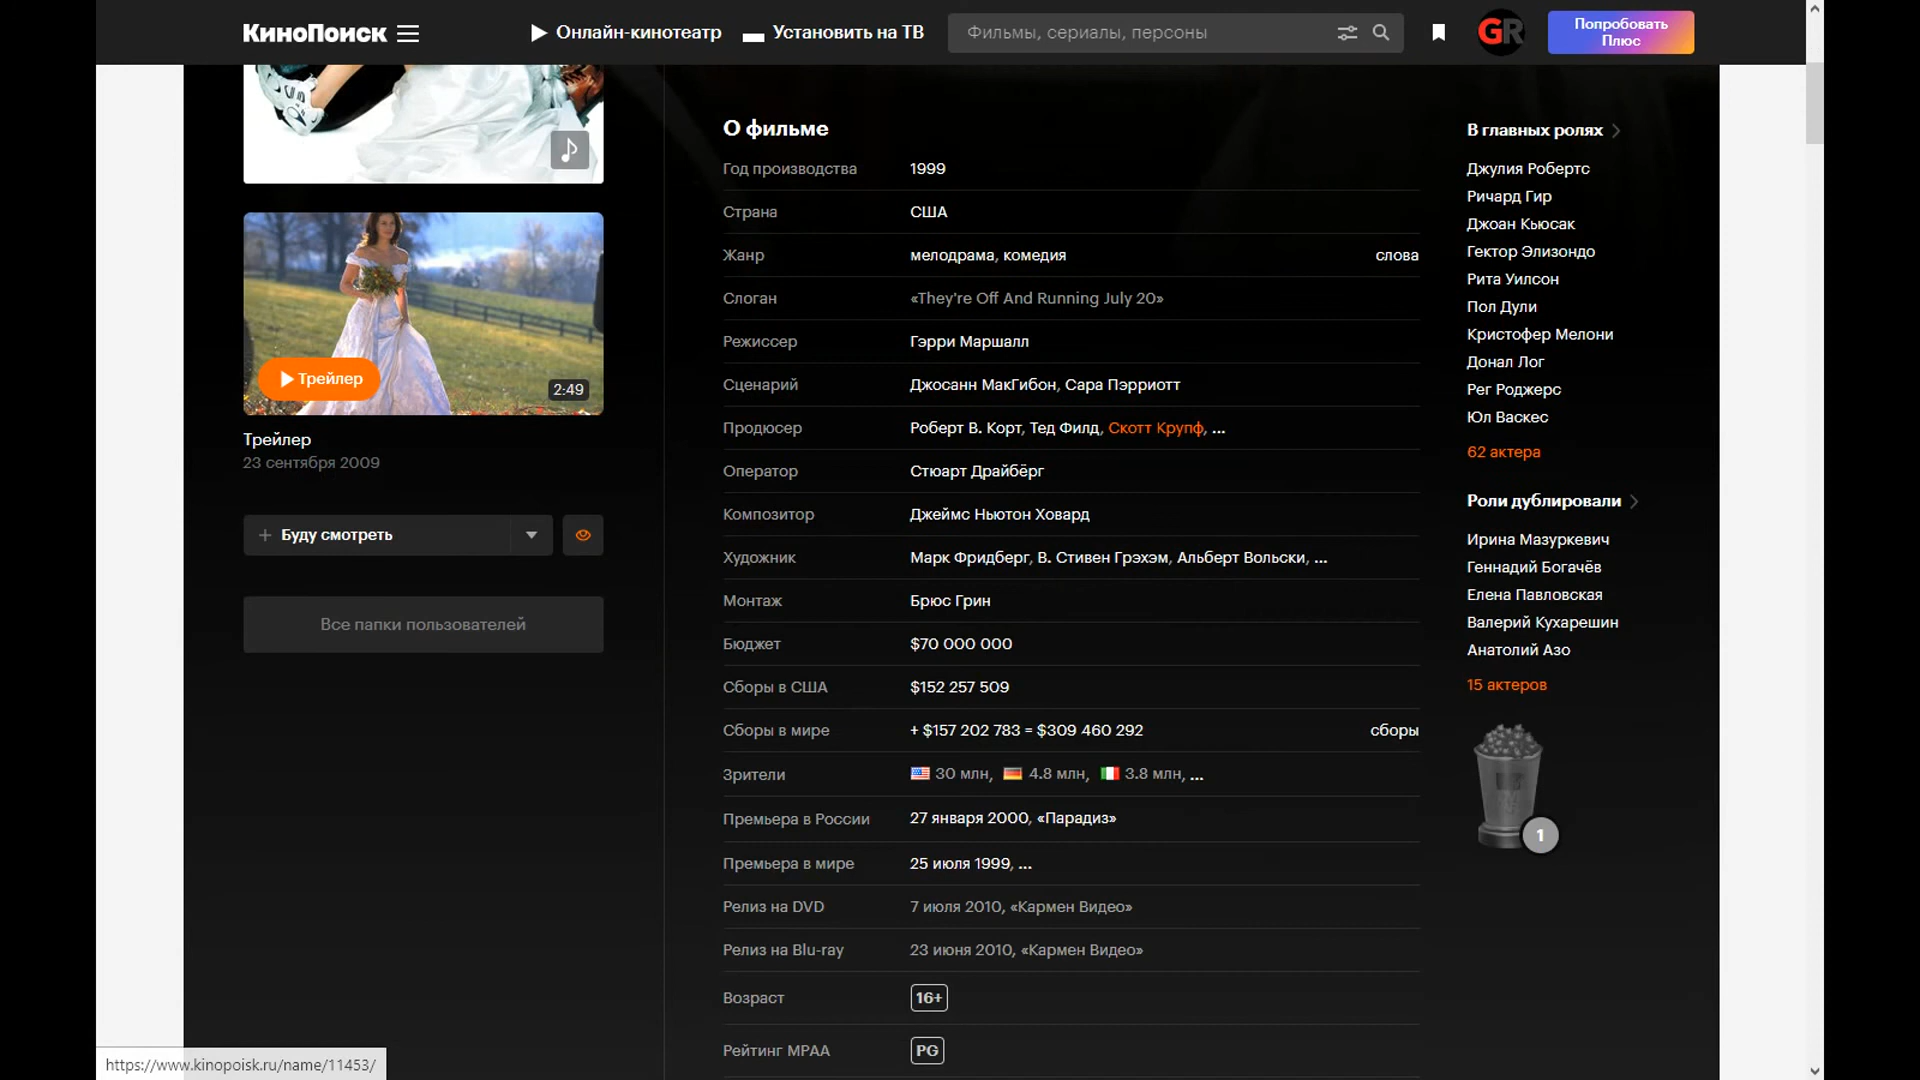 КиноПоиск
Онлайн-кинотеатр
Установить на ТВ
Фильмы, сериалы, персоны
GR
Попробовать
Плюс
Трейлер
2:49
Трейлер
23 сентября 2009
Буду смотреть
Все папки пользователей
О фильме
Год производства 1999
Страна США
Жанр мелодрама, комедия слова
Слоган «They're Off And Running July 20»
Режиссер Гэрри Маршалл
Сценарий Джосанн МакГибон, Сара Пэрриотт
Продюсер Роберт В. Корт, Тед Филд, Скотт Крупф, ...
Оператор Стюарт Драйбёрг
Композитор Джеймс Ньютон Ховард
Художник Марк Фридберг, В. Стивен Грэхэм, Альберт Вольски, ...
Монтаж Брюс Грин
Бюджет $70 000 000
Сборы в США $152 257 509
Сборы в мире + $157 202 783 = $309 460 292 сборы
Зрители 30 млн, 4.8 млн, 3.8 млн, ...
Премьера в России 27 января 2000, «Парадиз»
Премьера в мире 25 июля 1999, ...
Релиз на DVD 7 июля 2010, «Кармен Видео»
Релиз на Blu-ray 23 июня 2010, «Кармен Видео»
Возраст 16+
Рейтинг MPAA PG
В главных ролях
Джулия Робертс
Ричард Гир
Джоан Кьюсак
Гектор Элизондо
Рита Уилсон
Пол Дули
Кристофер Мелони
Донал Лог
Рег Роджерс
Юл Васкес
62 актера
Роли дублировали
Ирина Мазуркевич
Геннадий Богачёв
Елена Павловская
Валерий Кухарешин
Анатолий Азо
15 актеров
1
https://www.kinopoisk.ru/name/11453/